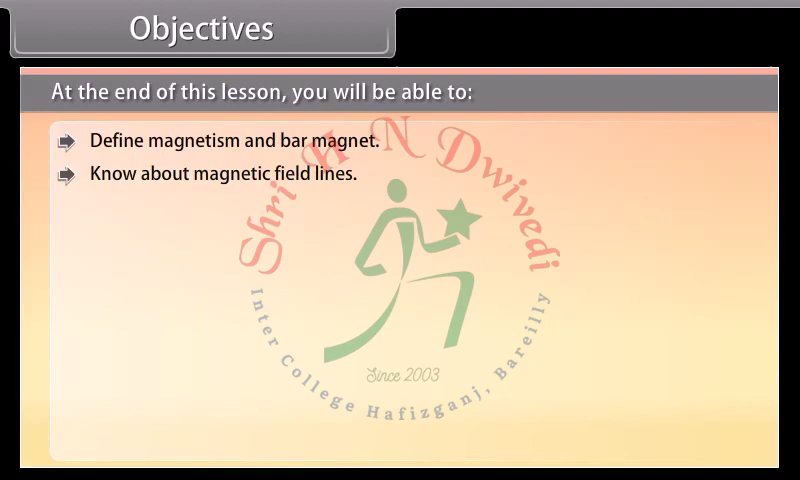 Objectives
At the end of this lesson, you will be able to:
Define magnetism and bar magnet.
Know about magnetic field lines.
Shri H N Dwivedi
Since 2003
Inter College Hafizganj, Bareilly